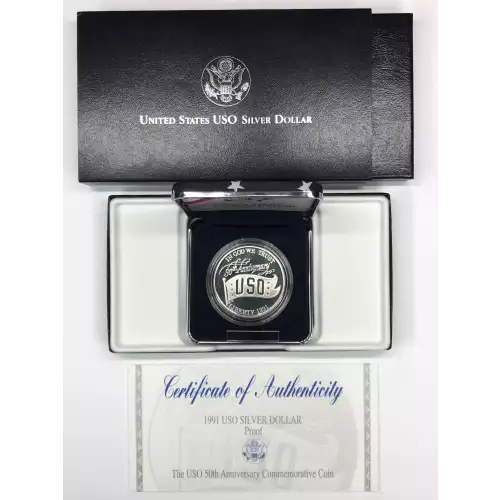 UNITED STATES USO SILVER DOLLAR
IN GOD WE TRUST
50th Anniversary
USO
LIBERTY 1991
Certificate of Authenticity
1991 USO SILVER DOLLAR
Proof
The USO 50th Anniversary Commemorative Coin